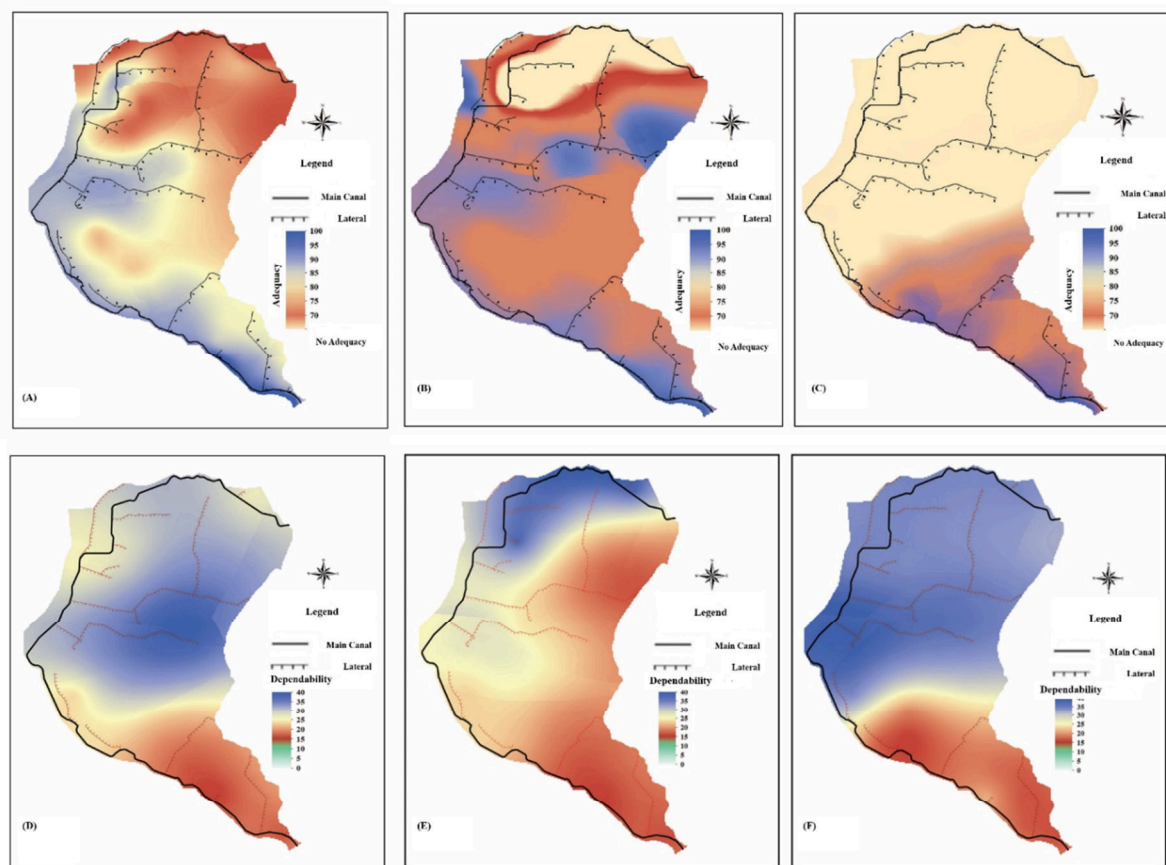 Legend
Main Canal
Lateral
Adequacy
100
95
90
85
80
75
70
No Adequacy
(A)
Legend
Main Canal
Lateral
Adequacy
100
95
90
85
80
75
70
No Adequacy
(B)
Legend
Main Canal
Lateral
Adequacy
100
95
90
85
80
75
70
No Adequacy
(C)
Legend
Main Canal
Lateral
Dependability
40
35
30
25
20
15
10
5
0
(D)
Legend
Main Canal
Lateral
Dependability
40
35
30
25
20
15
10
5
0
(E)
Legend
Main Canal
Lateral
Dependability
40
30
25
20
15
10
5
0
(F)